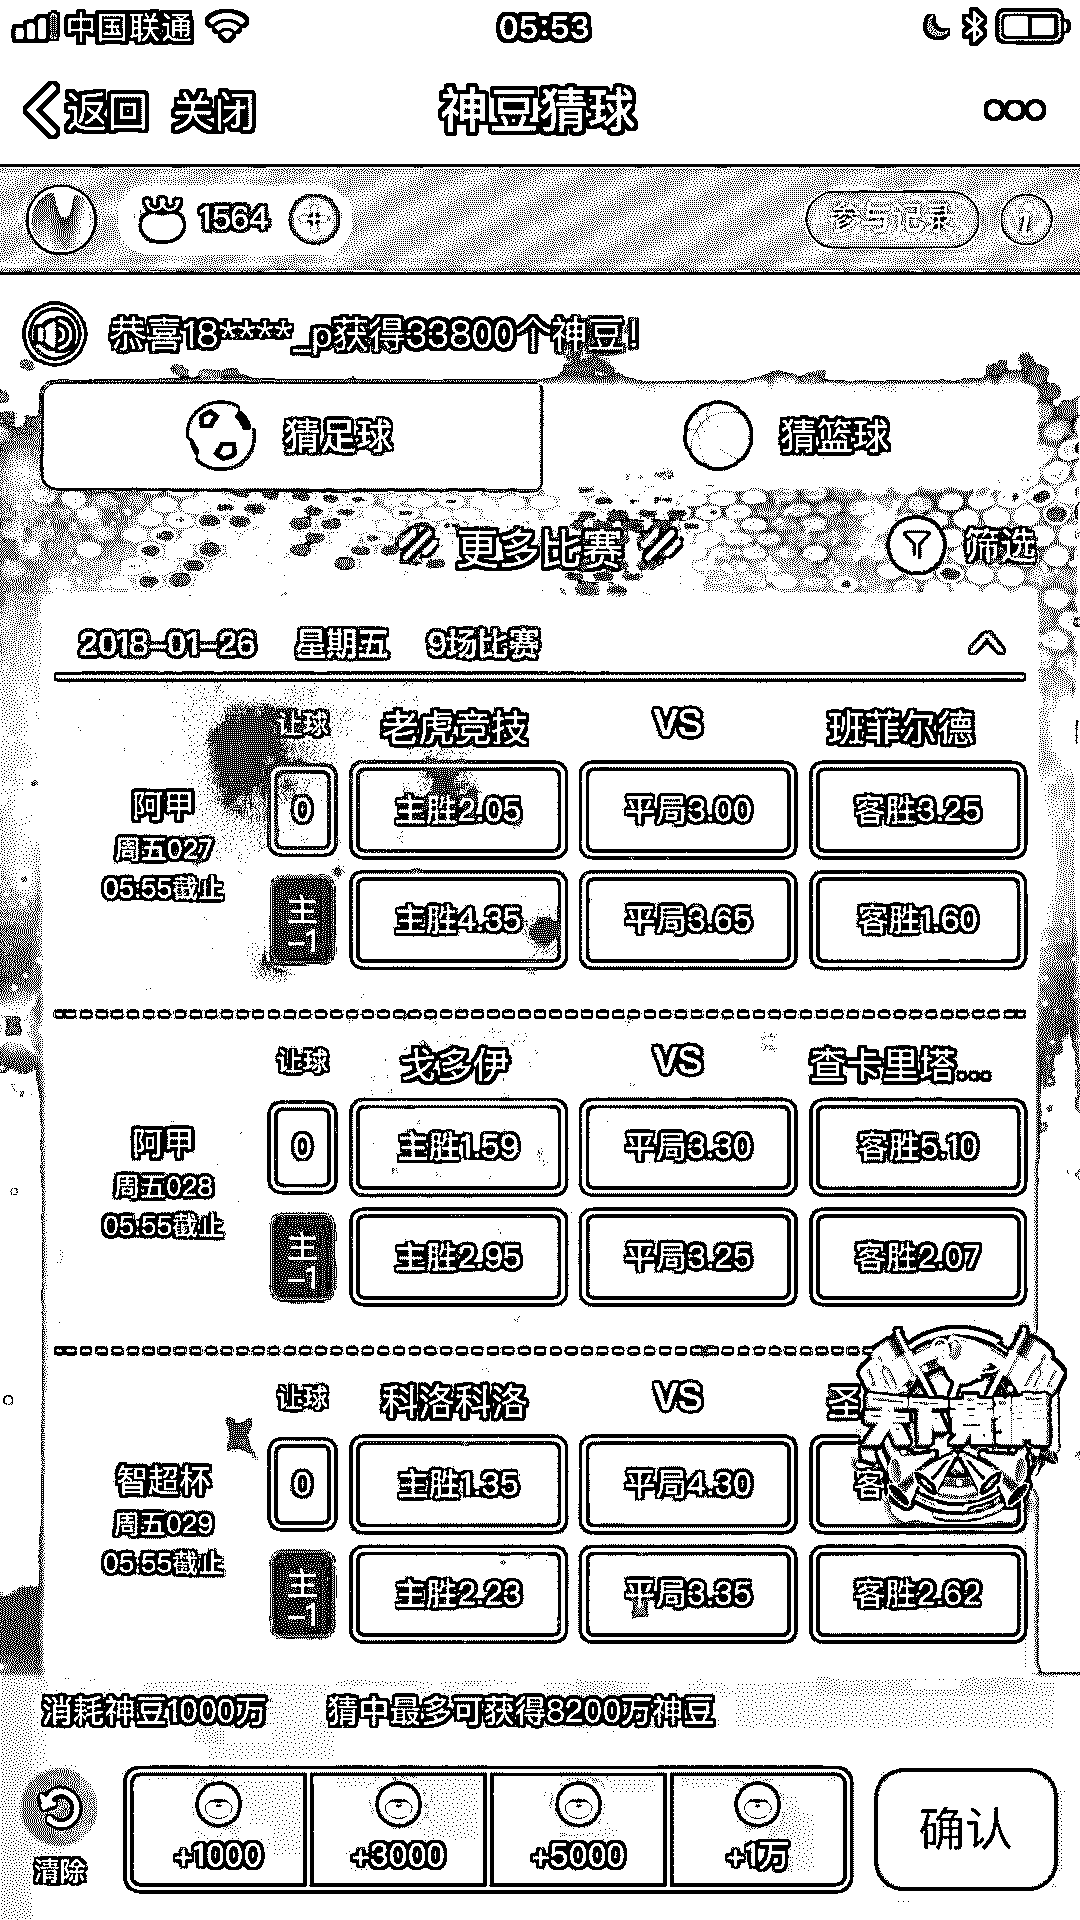 中国联通 05:53
返回 关闭 神豆猜球
1564 参与记录
恭喜18****_p获得33800个神豆!
猜足球 猜篮球
更多比赛 筛选
2018-01-26 星期五 9场比赛
让球 老虎竞技 VS 班菲尔德
阿甲
周五027
05:55截止
0 主胜2.05 平局3.00 客胜3.25
主-1 主胜4.35 平局3.65 客胜1.60
让球 戈多伊 VS 查卡里塔...
阿甲
周五028
05:55截止
0 主胜1.59 平局3.30 客胜5.10
主-1 主胜2.95 平局3.25 客胜2.07
让球 科洛科洛 VS 圣
天下竞猜
智超杯
周五029
05:55截止
0 主胜1.35 平局4.30 客
主-1 主胜2.23 平局3.35 客胜2.62
消耗神豆1000万 猜中最多可获得8200万神豆
清除 +1000 +3000 +5000 +1万 确认